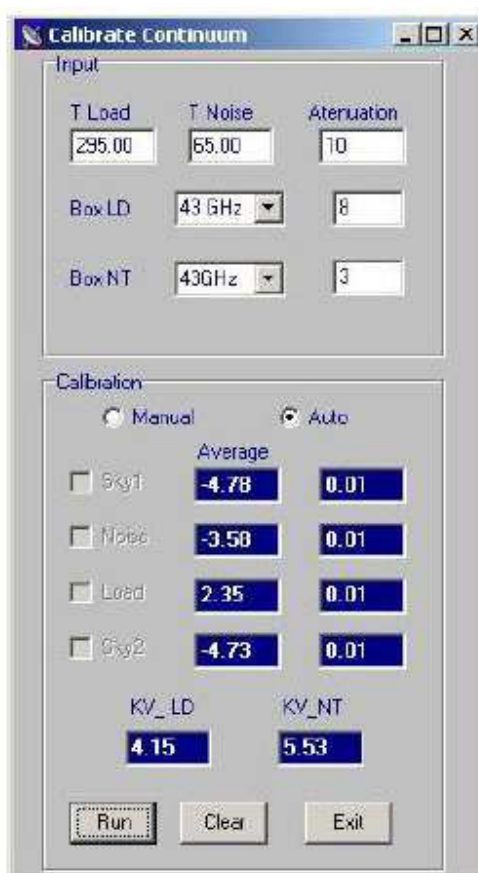 Calibrate Continuum
Input
T Load T Noise Atenuation
295.00 65.00 10
Box LD 43 GHz 8
Box NT 43GHz 3
Calibration
Manual Auto
Average
Sky1 -4.78 0.01
Noise -3.58 0.01
Load 2.35 0.01
Sky2 -4.73 0.01
KV_LD KV_NT
4.15 5.53
Run Clear Exit